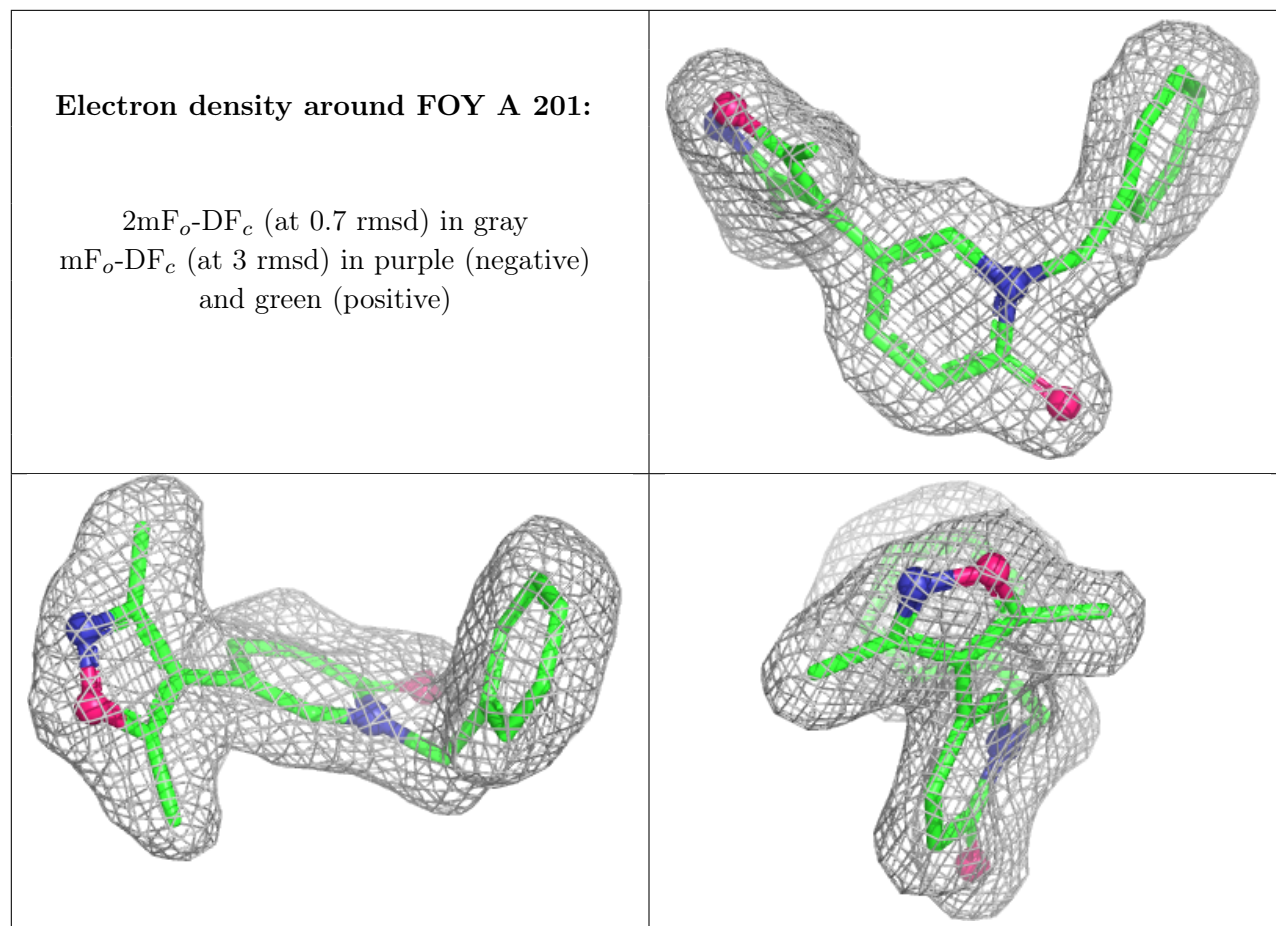 Electron density around FOY A 201:
2mFo-DFc (at 0.7 rmsd) in gray
mFo-DFc (at 3 rmsd) in purple (negative)
and green (positive)